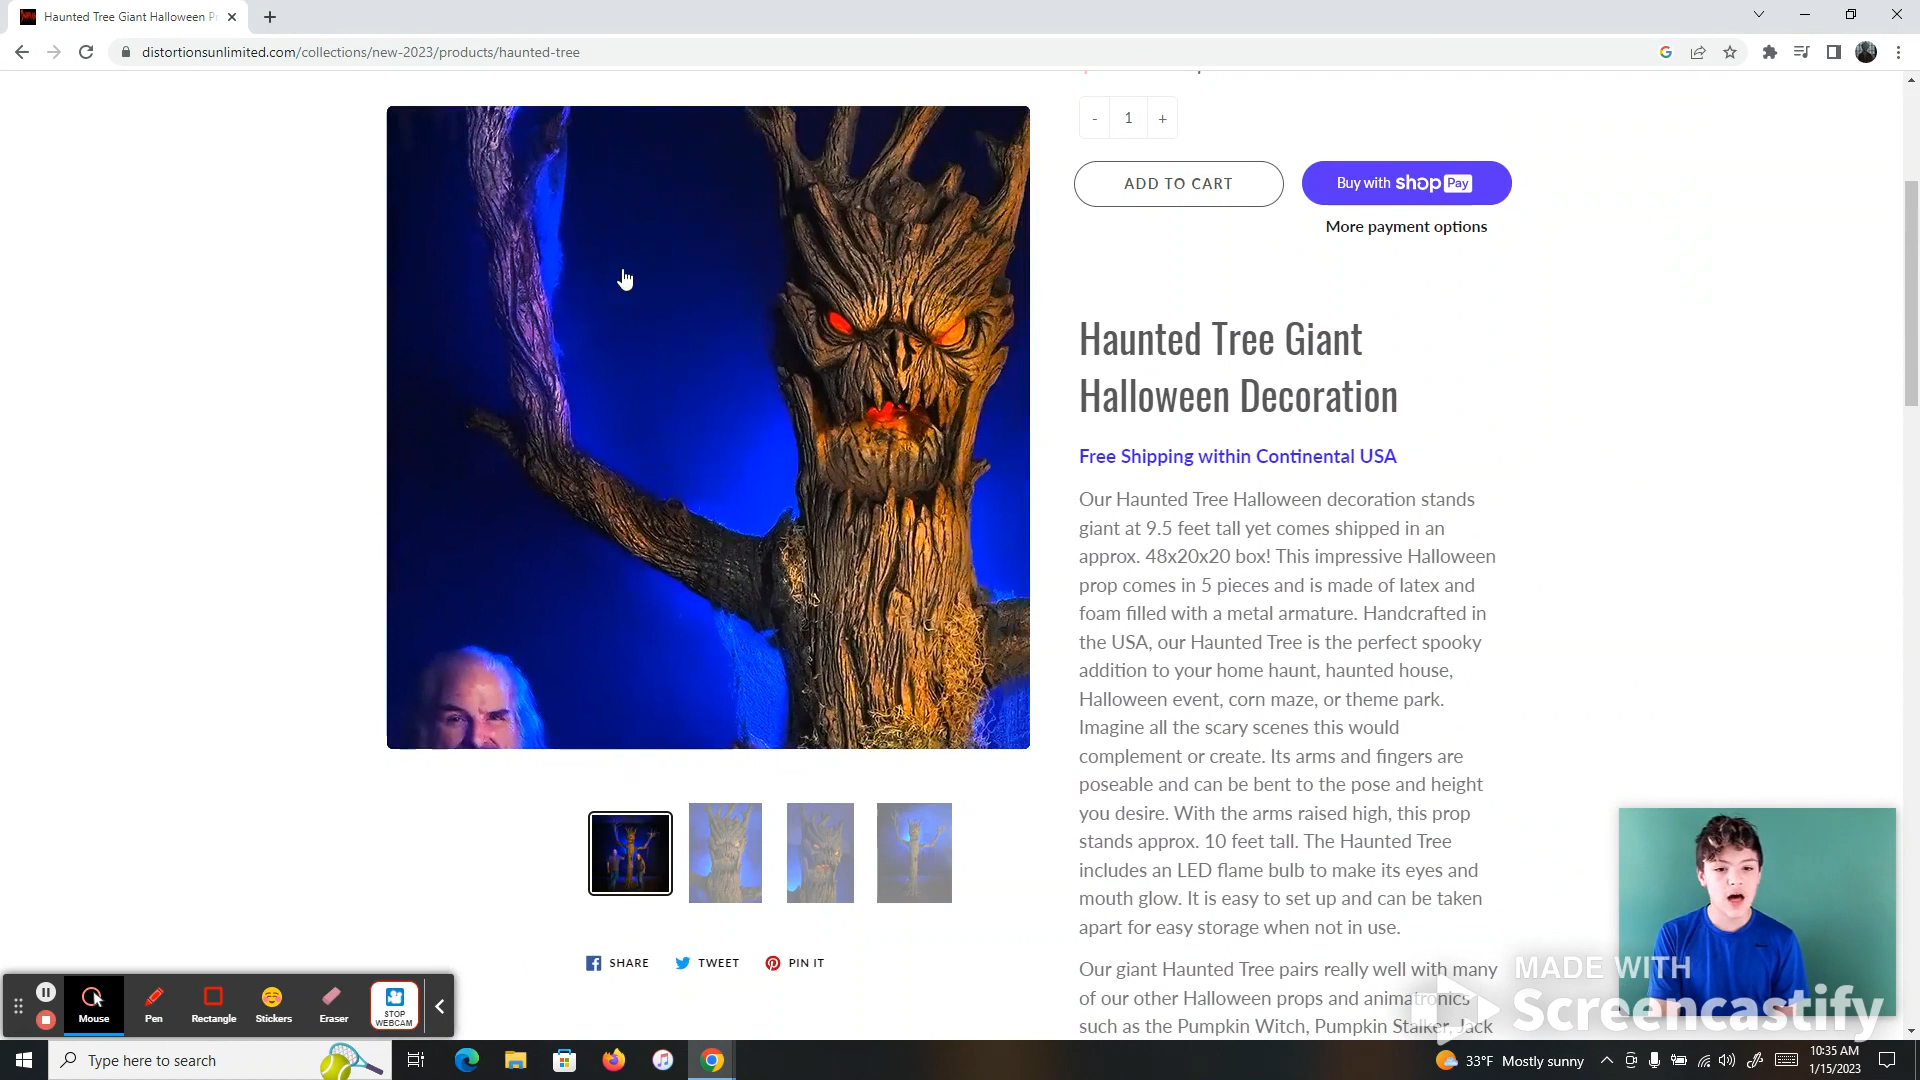 Haunted Tree Giant Halloween P
distortionsunlimited.com/collections/new-2023/products/haunted-tree
- 1 +
ADD TO CART
Buy with shop Pay
More payment options
Haunted Tree Giant
Halloween Decoration
Free Shipping within Continental USA
Our Haunted Tree Halloween decoration stands
giant at 9.5 feet tall yet comes shipped in an
approx. 48x20x20 box! This impressive Halloween
prop comes in 5 pieces and is made of latex and
foam filled with a metal armature. Handcrafted in
the USA, our Haunted Tree is the perfect spooky
addition to your home haunt, haunted house,
Halloween event, corn maze, or theme park.
Imagine all the scary scenes this would
complement or create. Its arms and fingers are
poseable and can be bent to the pose and height
you desire. With the arms raised high, this prop
stands approx. 10 feet tall. The Haunted Tree
includes an LED flame bulb to make its eyes and
mouth glow. It is easy to set up and can be taken
apart for easy storage when not in use.
Our giant Haunted Tree pairs really well with many
of our other Halloween props and animatronics
such as the Pumpkin Witch, Pumpkin Stalker, Jack
SHARE TWEET PIN IT
MADE WITH
Screencastify
Mouse Pen Rectangle Stickers Eraser STOP
WEBCAM
Type here to search
33°F Mostly sunny
10:35 AM
1/15/2023